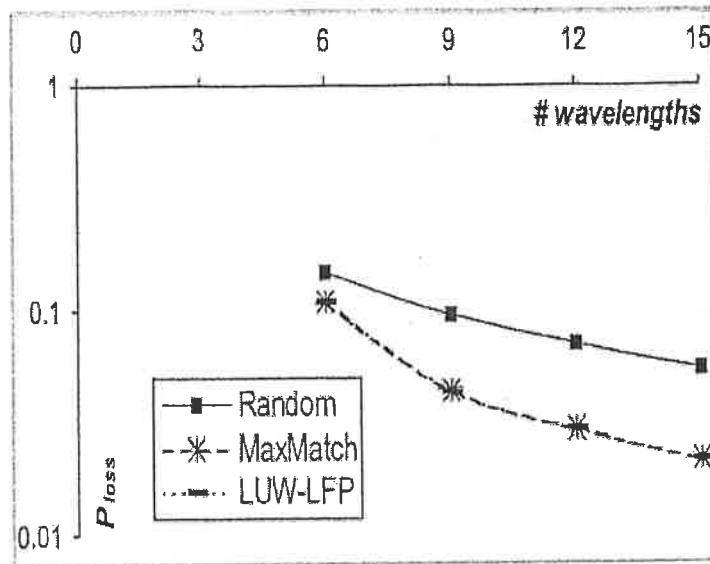 0 3 6 9 12 15
1
# wavelengths
0.1
Random
MaxMatch
LUW-LFP
P loss
0.01